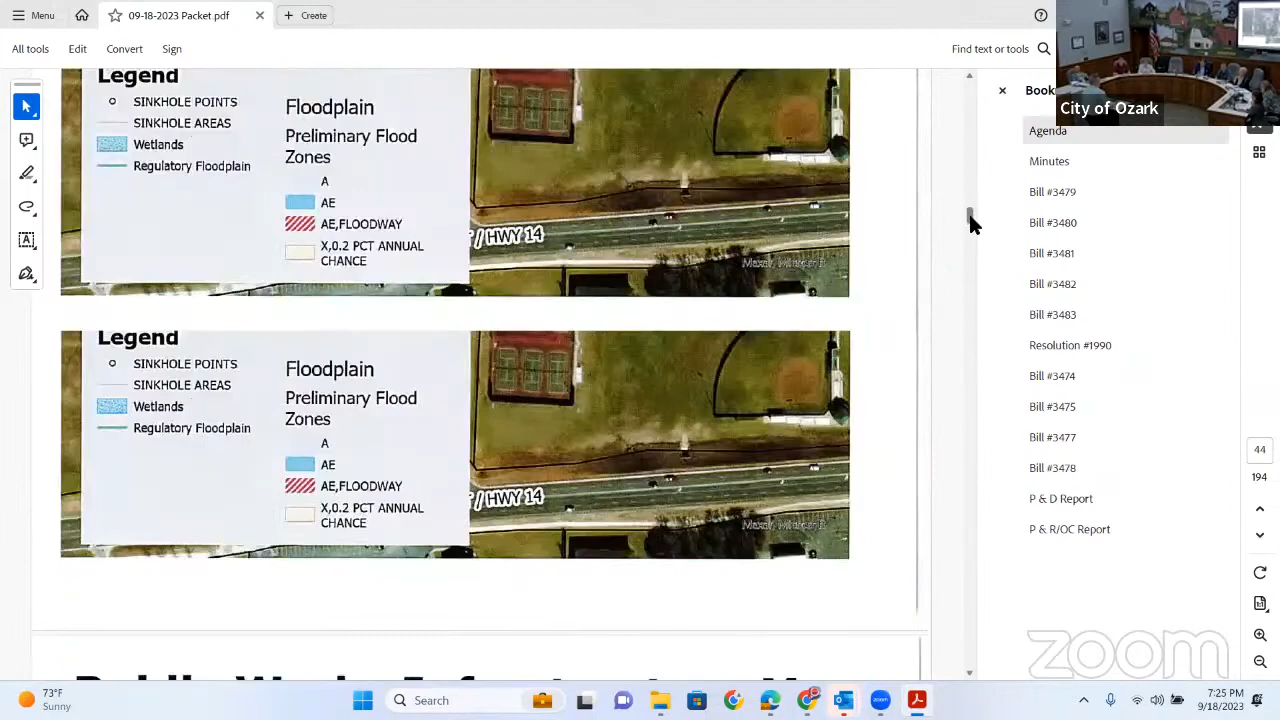 Menu
09-18-2023 Packet.pdf
Create
All tools
Edit
Convert
Sign
Find text or tools
City of Ozark
Legend
SINKHOLE POINTS
SINKHOLE AREAS
Wetlands
Regulatory Floodplain
Floodplain
Preliminary Flood
Zones
A
AE
AE,FLOODWAY
X,0.2 PCT ANNUAL
CHANCE
/ HWY 14
Legend
SINKHOLE POINTS
SINKHOLE AREAS
Wetlands
Regulatory Floodplain
Floodplain
Preliminary Flood
Zones
A
AE
AE,FLOODWAY
X,0.2 PCT ANNUAL
CHANCE
/ HWY 14
Book
Agenda
Minutes
Bill #3479
Bill #3480
Bill #3481
Bill #3482
Bill #3483
Resolution #1990
Bill #3474
Bill #3475
Bill #3477
Bill #3478
P & D Report
P & R/OC Report
44
194
zoom
73°F
Sunny
Search
zoom
7:25 PM
9/18/2023